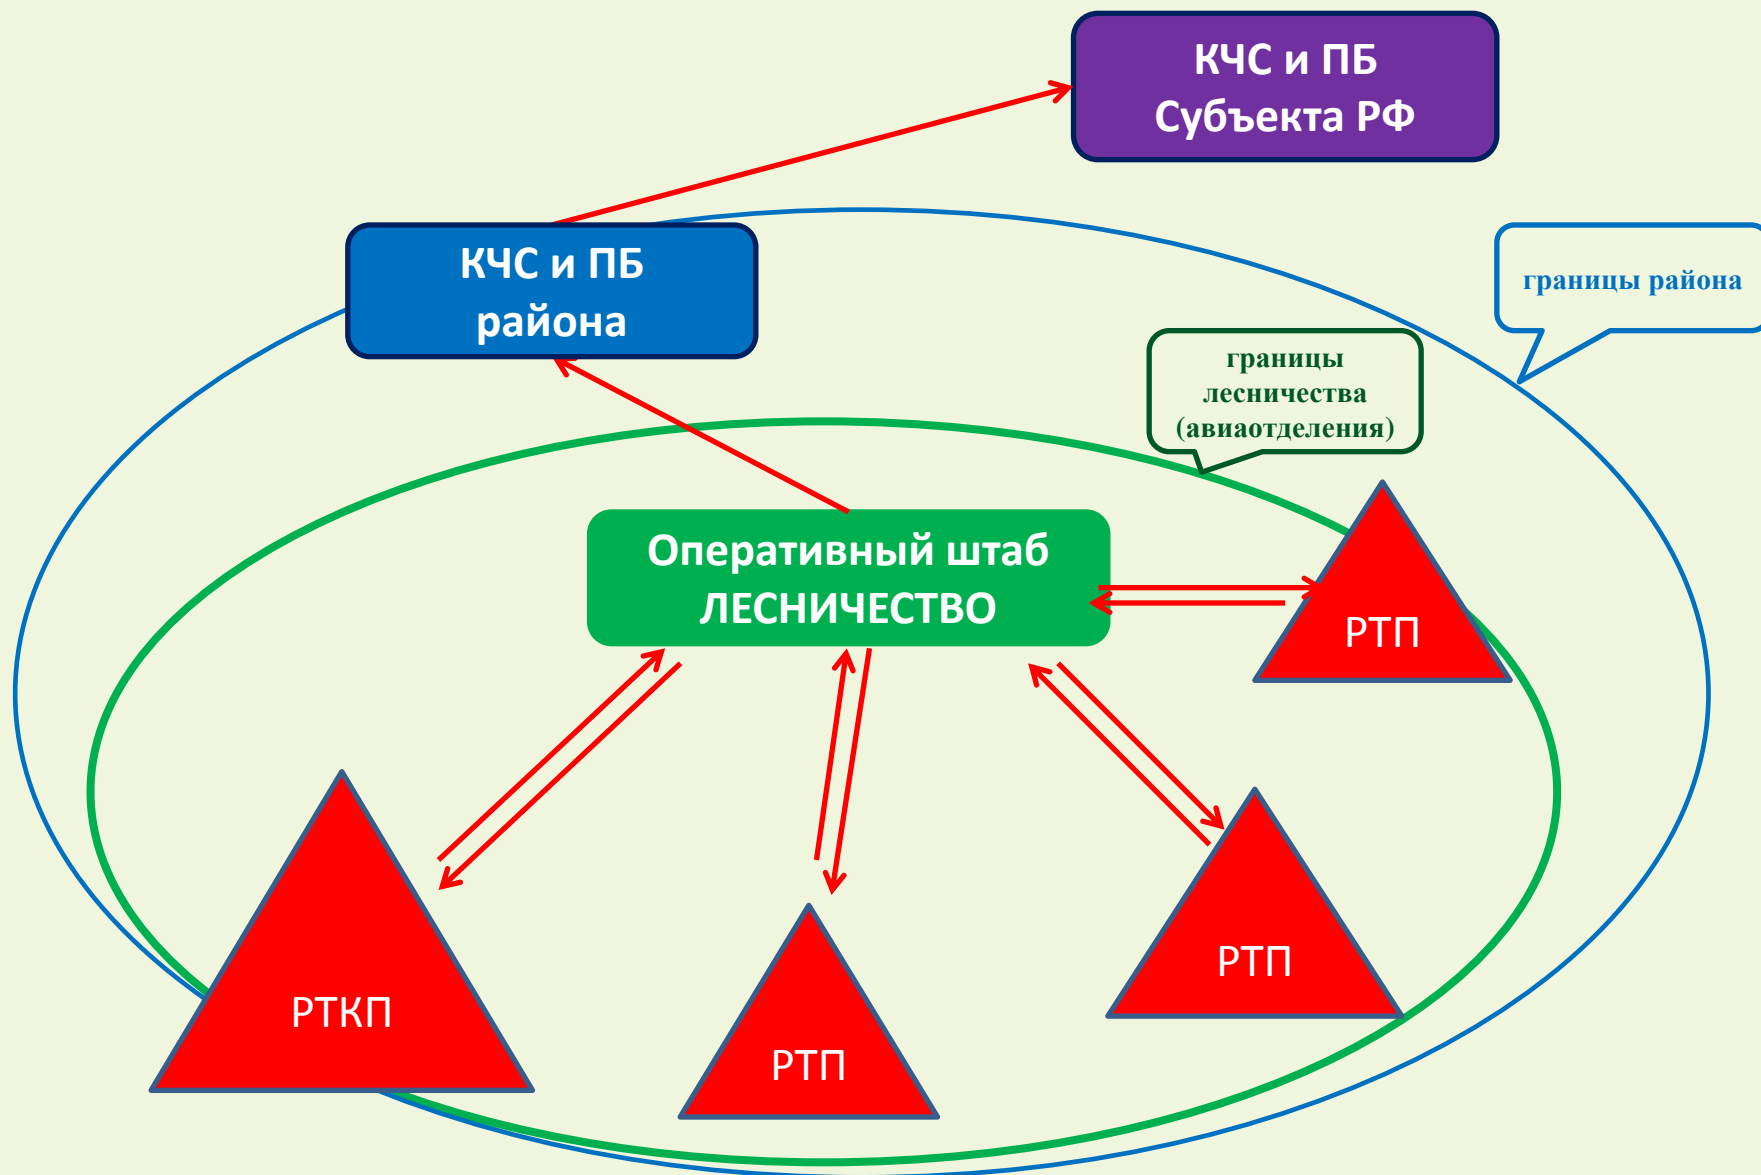 КЧС и ПБ
Субъекта РФ
КЧС и ПБ
района
границы района
границы
лесничества
(авиаотделения)
Оперативный штаб
ЛЕСНИЧЕСТВО
РТП
РТКП
РТП
РТП